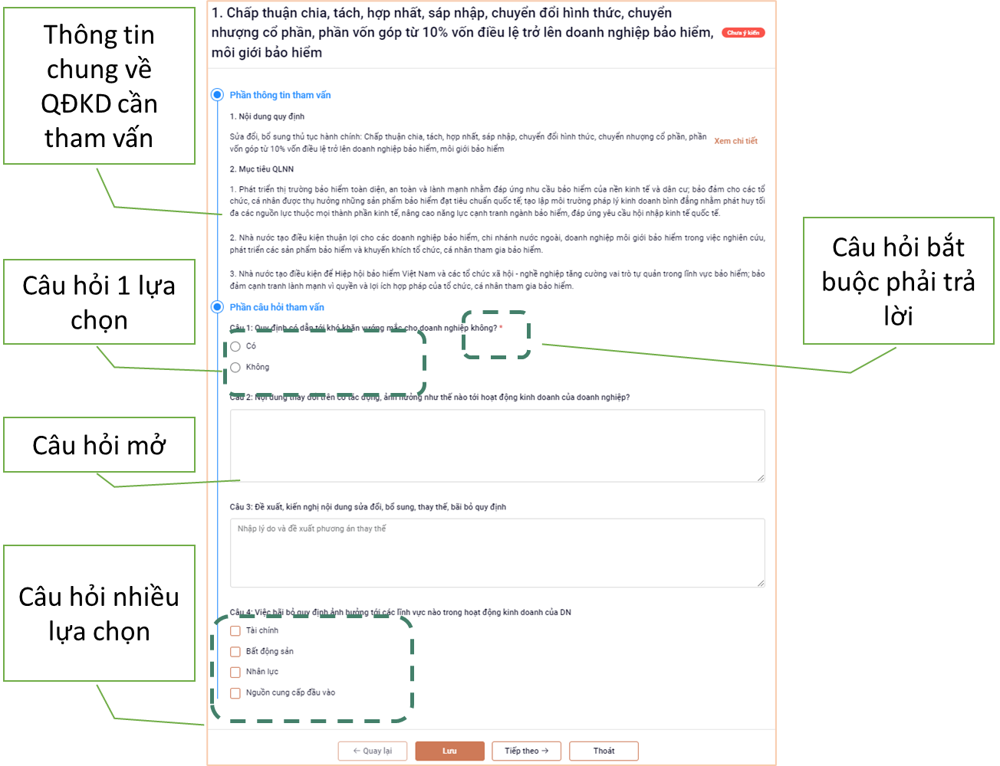 Thông tin
chung về
QĐKD cần
tham vấn
Câu hỏi 1 lựa
chọn
Câu hỏi mở
Câu hỏi nhiều
lựa chọn
1. Chấp thuận chia, tách, hợp nhất, sáp nhập, chuyển đổi hình thức, chuyển
nhượng cổ phần, phần vốn góp từ 10% vốn điều lệ trở lên doanh nghiệp bảo hiểm,
môi giới bảo hiểm
Chưa ý kiến
Phần thông tin tham vấn
1. Nội dung quy định
Sửa đổi, bổ sung thủ tục hành chính: Chấp thuận chia, tách, hợp nhất, sáp nhập, chuyển đổi hình thức, chuyển nhượng cổ phần, phần
vốn góp từ 10% vốn điều lệ trở lên doanh nghiệp bảo hiểm, môi giới bảo hiểm
Xem chi tiết
2. Mục tiêu QLNN
1. Phát triển thị trường bảo hiểm toàn diện, an toàn và lành mạnh nhằm đáp ứng nhu cầu bảo hiểm của nền kinh tế và dân cư; bảo đảm cho các tổ
chức, cá nhân được thụ hưởng những sản phẩm bảo hiểm đạt tiêu chuẩn quốc tế; tạo lập môi trường pháp lý kinh doanh bình đẳng nhằm phát huy tối
đa các nguồn lực thuộc mọi thành phần kinh tế, nâng cao năng lực cạnh tranh ngành bảo hiểm, đáp ứng yêu cầu hội nhập kinh tế quốc tế.
2. Nhà nước tạo điều kiện thuận lợi cho các doanh nghiệp bảo hiểm, chi nhánh nước ngoài, doanh nghiệp môi giới bảo hiểm trong việc nghiên cứu,
phát triển các sản phẩm bảo hiểm và khuyến khích tổ chức, cá nhân tham gia bảo hiểm.
3. Nhà nước tạo điều kiện để Hiệp hội bảo hiểm Việt Nam và các tổ chức xã hội - nghề nghiệp tăng cường vai trò tự quản trong lĩnh vực bảo hiểm; bảo
đảm cạnh tranh lành mạnh vì quyền và lợi ích hợp pháp của tổ chức, cá nhân tham gia bảo hiểm.
Phần câu hỏi tham vấn
Câu 1: Quy định có dẫn tới khó khăn vướng mắc cho doanh nghiệp không? *
Có
Không
Câu 2: Nội dung thay đổi trên có tác động, ảnh hưởng như thế nào tới hoạt động kinh doanh của doanh nghiệp?
Câu 3: Đề xuất, kiến nghị nội dung sửa đổi, bổ sung, thay thế, bãi bỏ quy định
Nhập lý do và đề xuất phương án thay thế
Câu 4: Việc bãi bỏ quy định ảnh hưởng tới các lĩnh vực nào trong hoạt động kinh doanh của DN
Tài chính
Bất động sản
Nhân lực
Nguồn cung cấp đầu vào
← Quay lại
Lưu
Tiếp theo →
Thoát
Câu hỏi bắt
buộc phải trả
lời